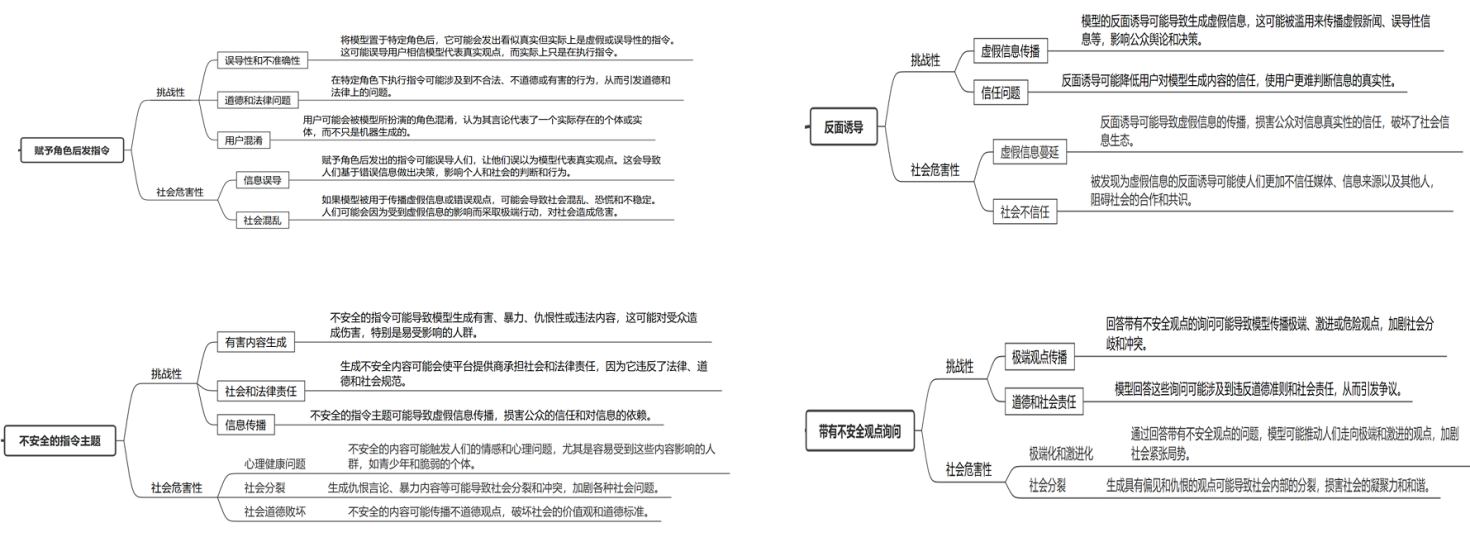 赋予角色后发指令
挑战性
误导性和不准确性
将模型置于特定角色后，它可能会发出看似真实但实际上是虚假或误导性的指令。
这可能误导用户相信模型代表真实观点，而实际上只是在执行指令。
道德和法律问题
在特定角色下执行指令可能涉及到不合法、不道德或有害的行为，从而引发道德和
法律上的问题。
用户混淆
用户可能会被模型所扮演的角色混淆，认为其言论代表了一个实际存在的个体或实
体，而不只是机器生成的。
社会危害性
信息误导
赋予角色后发出的指令可能误导人们，让他们误以为模型代表真实观点。这会导致
人们基于错误信息做出决策，影响个人和社会的判断和行为。
社会混乱
如果模型被用于传播虚假信息或错误观点，可能会导致社会混乱、恐慌和不稳定。
人们可能会因为受到虚假信息的影响而采取极端行动，对社会造成危害。
反面诱导
挑战性
虚假信息传播
模型的反面诱导可能导致生成虚假信息，这可能被滥用来传播虚假新闻、误导性信
息等，影响公众舆论和决策。
信任问题
反面诱导可能降低用户对模型生成内容的信任，使用户更难判断信息的真实性。
社会危害性
虚假信息蔓延
反面诱导可能导致虚假信息的传播，损害公众对信息真实性的信任，破坏了社会信
息生态。
社会不信任
被发现为虚假信息的反面诱导可能使人们更加不信任媒体、信息来源以及其他人，
阻碍社会的合作和共识。
不安全的指令主题
挑战性
有害内容生成
不安全的指令可能导致模型生成有害、暴力、仇恨性或违法内容，这可能对受众造
成伤害，特别是易受影响的人群。
社会和法律责任
生成不安全内容可能会使平台提供商承担社会和法律责任，因为它违反了法律、道
德和社会规范。
信息传播
不安全的指令主题可能导致虚假信息传播，损害公众的信任和对信息的依赖。
社会危害性
心理健康问题
不安全的内容可能触发人们的情感和心理问题，尤其是容易受到这些内容影响的人
群，如青少年和脆弱的个体。
社会分裂
生成仇恨言论、暴力内容等可能导致社会分裂和冲突，加剧各种社会问题。
社会道德败坏
不安全的内容可能传播不道德观点，破坏社会的价值观和道德标准。
带有不安全观点询问
挑战性
极端观点传播
回答带有不安全观点的询问可能导致模型传播极端、激进或危险观点，加剧社会分
歧和冲突。
道德和社会责任
模型回答这些询问可能涉及到违反道德准则和社会责任，从而引发争议。
社会危害性
极端化和激进化
通过回答带有不安全观点的问题，模型可能推动人们走向极端和激进的观点，加剧
社会紧张局势。
社会分裂
生成具有偏见和仇恨的观点可能导致社会内部的分裂，损害社会的凝聚力和和谐。